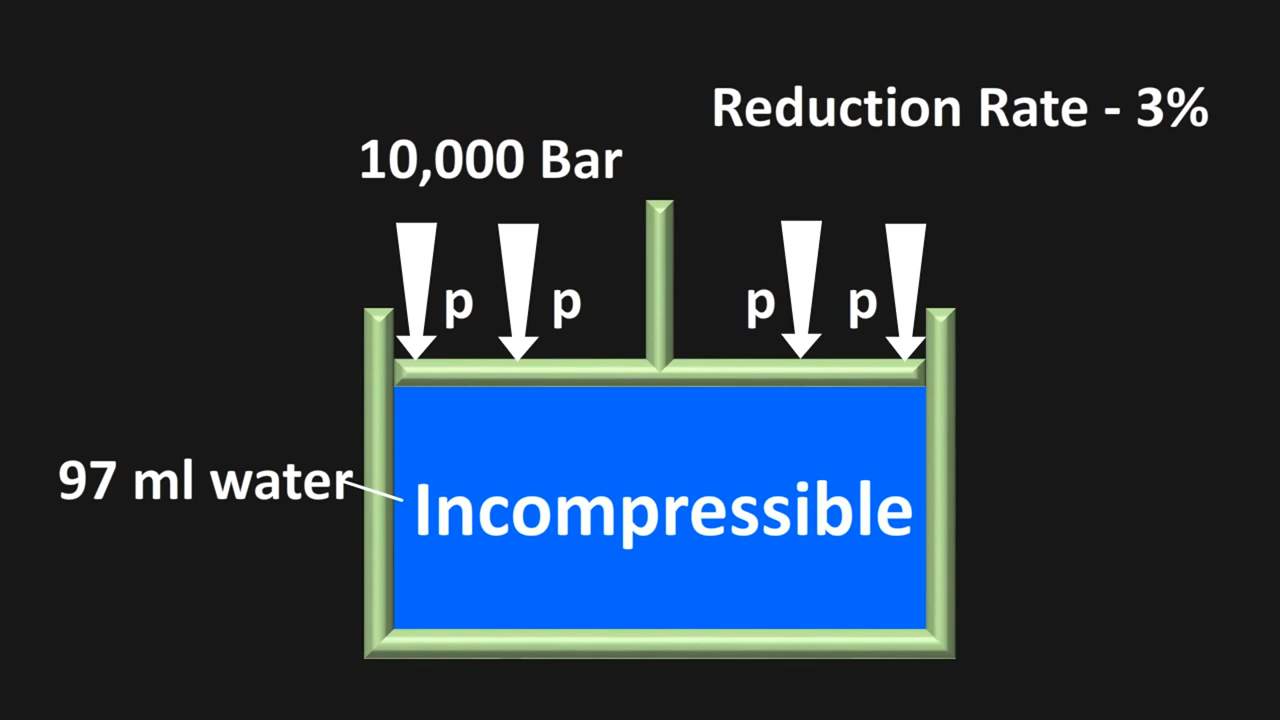 Reduction Rate - 3%
10,000 Bar
p p p p
97 ml water
Incompressible